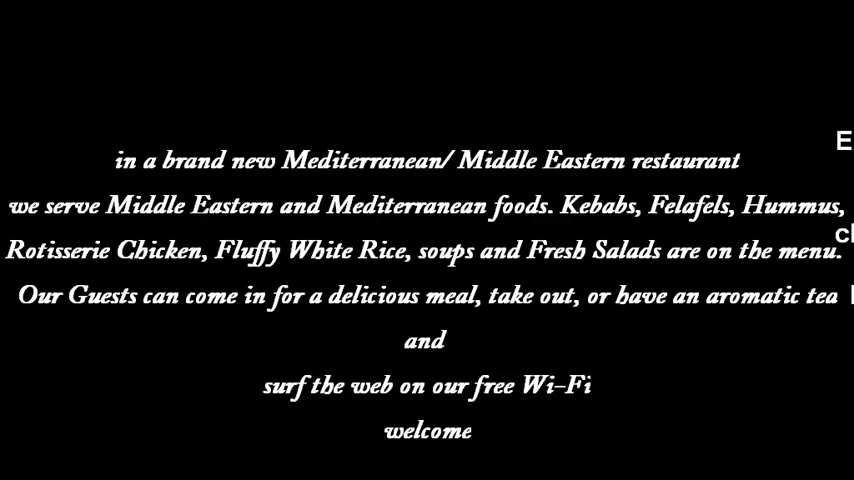 in a brand new Mediterranean/ Middle Eastern restaurant
we serve Middle Eastern and Mediterranean foods. Kebabs, Felafels, Hummus,
Rotisserie Chicken, Fluffy White Rice, soups and Fresh Salads are on the menu.
Our Guests can come in for a delicious meal, take out, or have an aromatic tea
and
surf the web on our free Wi-Fi
welcome